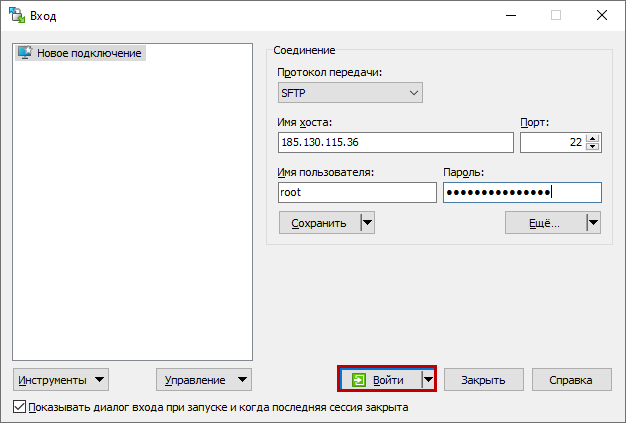 Вход
Новое подключение
Соединение
Протокол передачи:
SFTP
Имя хоста: Порт:
185.130.115.36 22
Имя пользователя: Пароль:
root ●●●●●●●●●●●●●●●
Сохранить Ещё...
Инструменты Управление Войти Закрыть Справка
Показывать диалог входа при запуске и когда последняя сессия закрыта